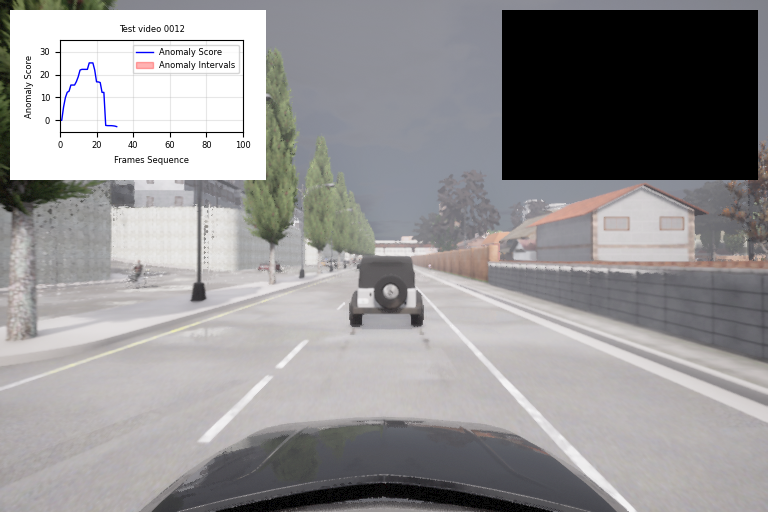 Test video 0012
Anomaly Score
Anomaly Intervals
Anomaly Score
30
20
10
0
0 20 40 60 80 100
Frames Sequence